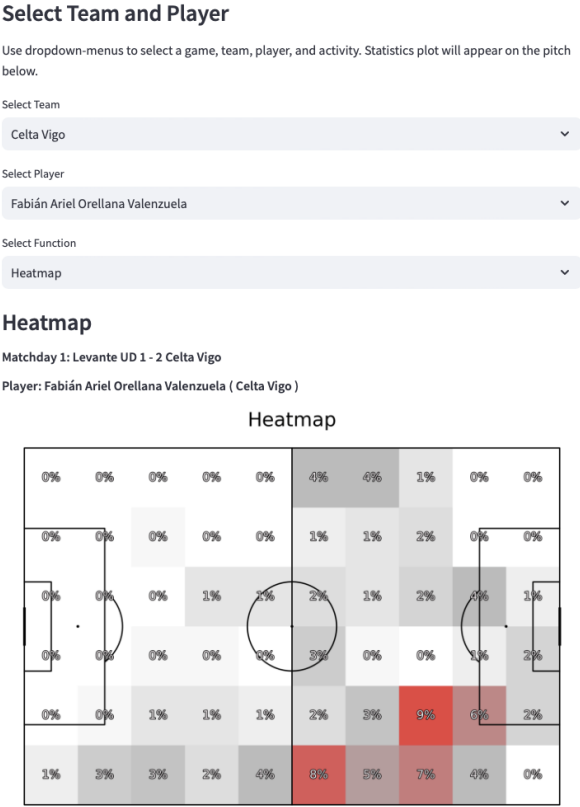 Select Team and Player
Use dropdown-menus to select a game, team, player, and activity. Statistics plot will appear on the pitch
below.
Select Team
Celta Vigo
Select Player
Fabián Ariel Orellana Valenzuela
Select Function
Heatmap
Heatmap
Matchday 1: Levante UD 1 - 2 Celta Vigo
Player: Fabián Ariel Orellana Valenzuela ( Celta Vigo )
Heatmap
0% 0% 0% 0% 0% 4% 4% 1% 0% 0%
0% 0% 0% 0% 0% 1% 1% 2% 0% 0%
0% 0% 0% 1% 1% 2% 1% 2% 4% 1%
0% 0% 0% 0% 0% 3% 0% 0% 1% 2%
0% 0% 1% 1% 1% 2% 3% 9% 6% 2%
1% 3% 3% 2% 4% 8% 5% 7% 4% 0%